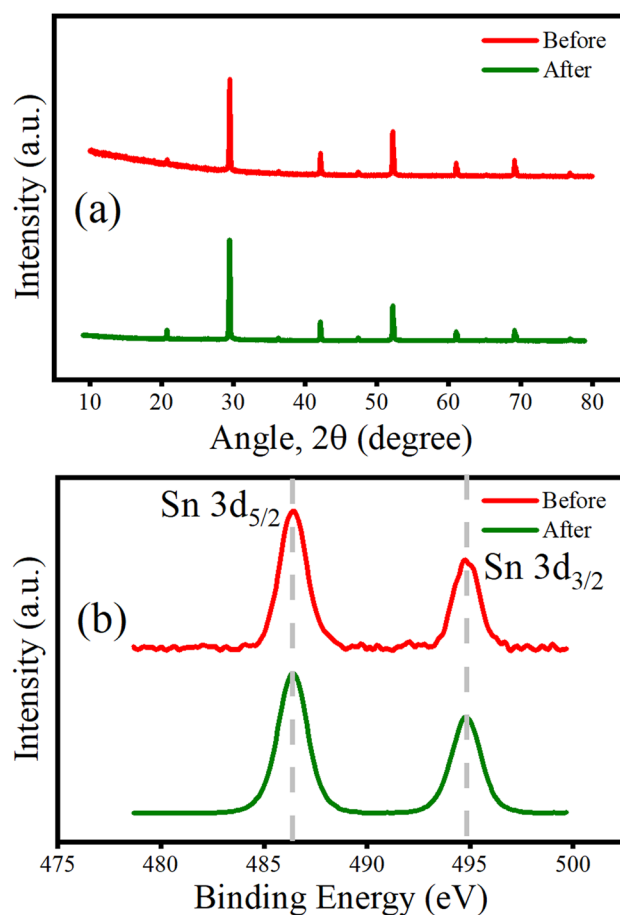 Before
After
(a)
Intensity (a.u.)
10 20 30 40 50 60 70 80
Angle, 2θ (degree)
Sn 3d5/2
Before
After
Sn 3d3/2
(b)
Intensity (a.u.)
475 480 485 490 495 500
Binding Energy (eV)